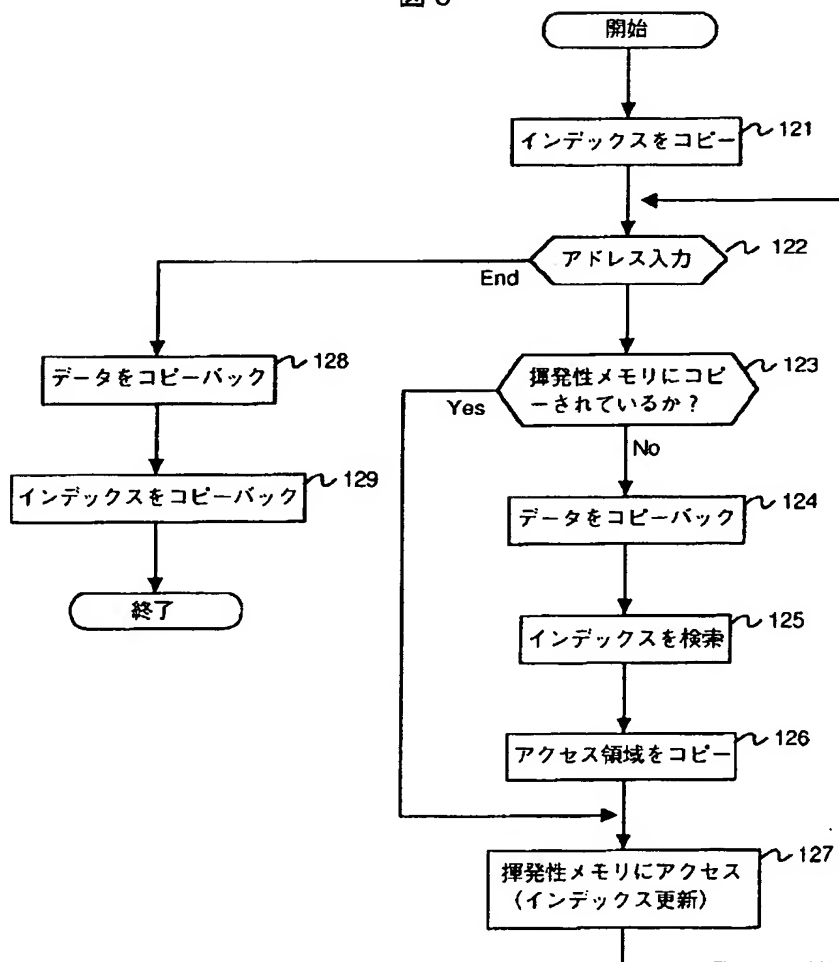 開始
インデックスをコピー
121
アドレス入力
122
End
揮発性メモリにコピ
ーされているか？
123
Yes
No
データをコピーバック
128
インデックスをコピーバック
129
終了
データをコピーバック
124
インデックスを検索
125
アクセス領域をコピー
126
揮発性メモリにアクセス
（インデックス更新）
127